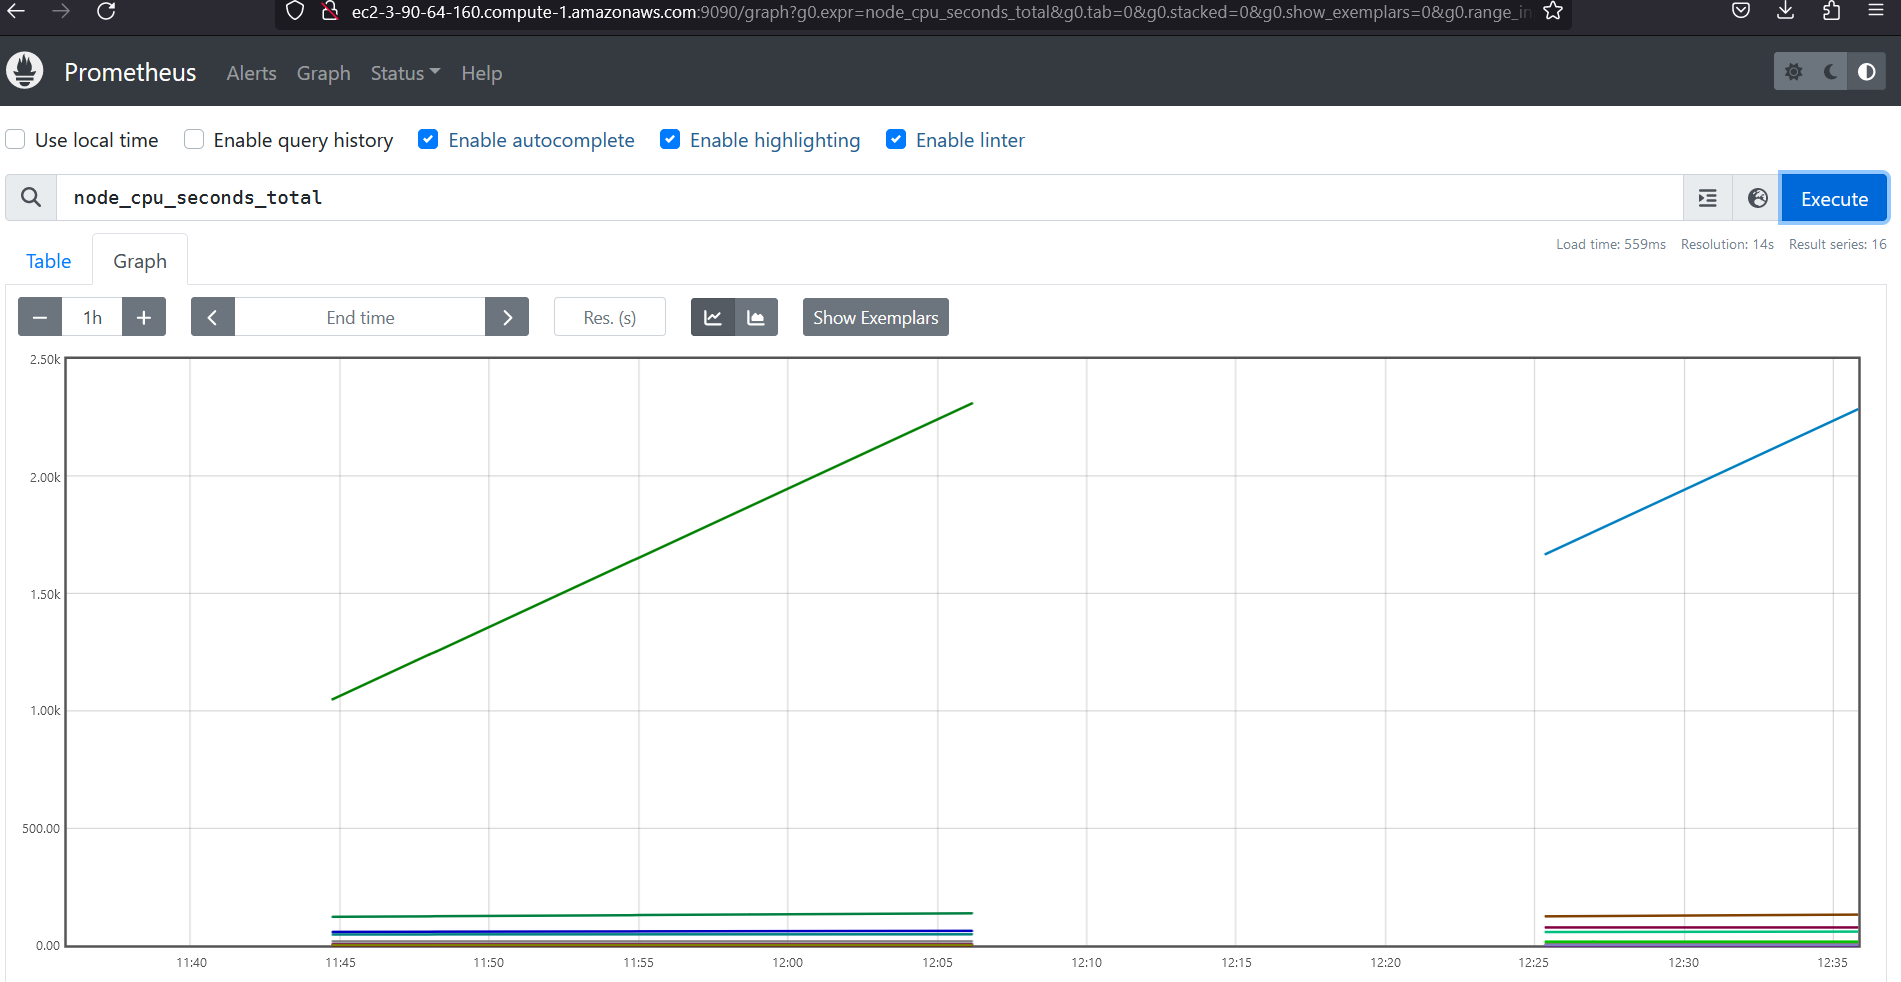 ec2-3-90-64-160.compute-1.amazonaws.com:9090/graph?g0.expr=node_cpu_seconds_total&g0.tab=0&g0.stacked=0&g0.show_exemplars=0&g0.range_in
Prometheus Alerts Graph Status Help
Use local time Enable query history Enable autocomplete Enable highlighting Enable linter
node_cpu_seconds_total Execute
Load time: 559ms Resolution: 14s Result series: 16
Table Graph
1h End time Res. (s) Show Exemplars
2.50k
2.00k
1.50k
1.00k
500.00
0.00
11:40 11:45 11:50 11:55 12:00 12:05 12:10 12:15 12:20 12:25 12:30 12:35